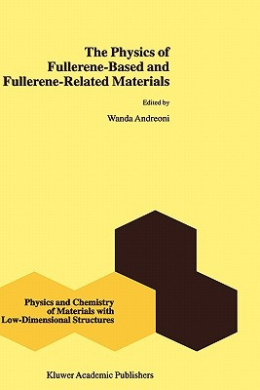 The Physics of
Fullerene-Based and
Fullerene-Related Materials
Edited by
Wanda Andreoni
Physics and Chemistry
of Materials with
Low-Dimensional Structures
Kluwer Academic Publishers